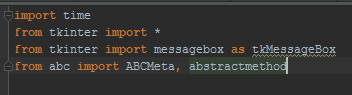 import time
from tkinter import *
from tkinter import messagebox as tkMessageBox
from abc import ABCMeta, abstractmethod